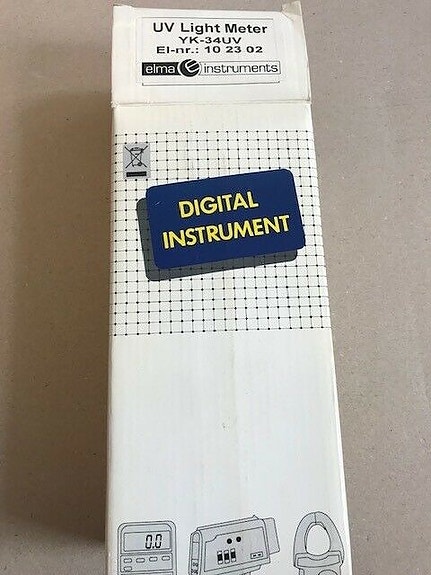 UV Light Meter
YK-34UV
El-nr.: 10 23 02
elma instruments
DIGITAL
INSTRUMENT
0.0